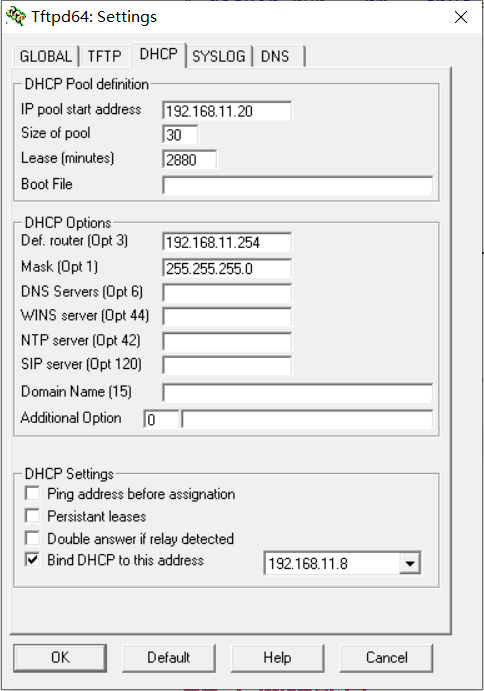 Tftpd64: Settings
GLOBAL TFTP DHCP SYSLOG DNS
DHCP Pool definition
IP pool start address 192.168.11.20
Size of pool 30
Lease (minutes) 2880
Boot File
DHCP Options
Def. router (Opt 3) 192.168.11.254
Mask (Opt 1) 255.255.255.0
DNS Servers (Opt 6)
WINS server (Opt 44)
NTP server (Opt 42)
SIP server (Opt 120)
Domain Name (15)
Additional Option 0
DHCP Settings
Ping address before assignation
Persistant leases
Double answer if relay detected
Bind DHCP to this address 192.168.11.8
OK Default Help Cancel